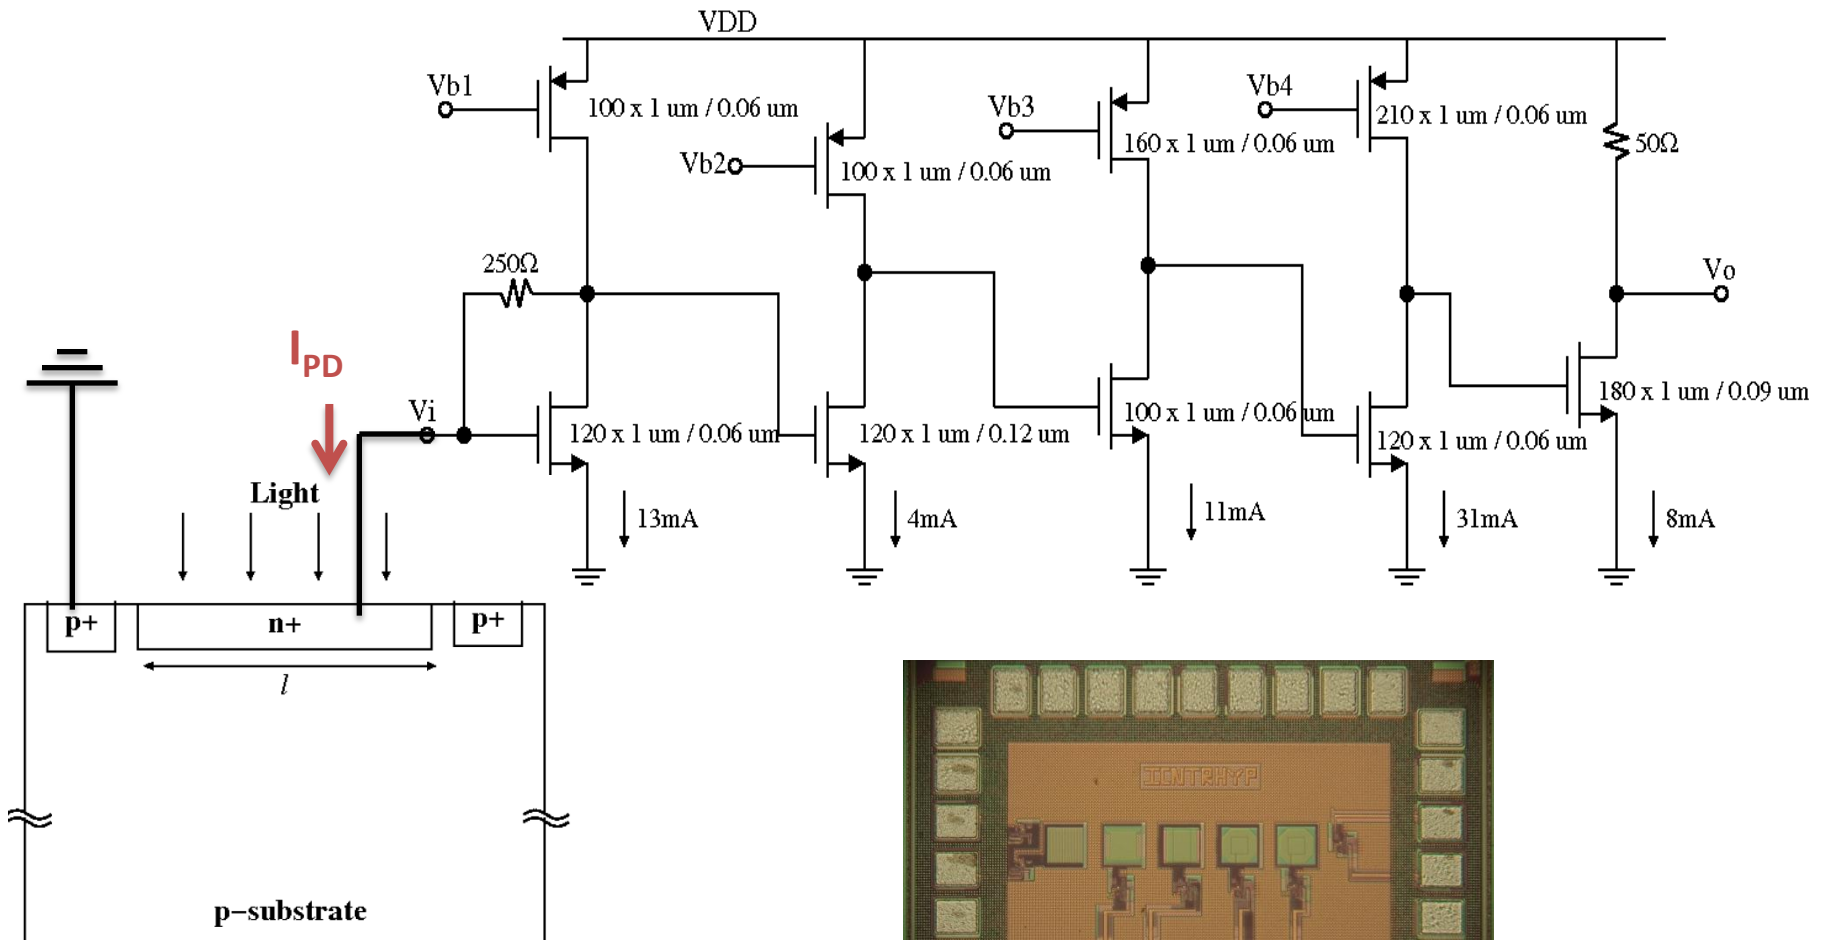 VDD
Vb1
100 x 1 um / 0.06 um
Vb2
100 x 1 um / 0.06 um
Vb3
160 x 1 um / 0.06 um
Vb4
210 x 1 um / 0.06 um
50Ω
250Ω
Vo
IPD
Vi
120 x 1 um / 0.06 um
120 x 1 um / 0.12 um
100 x 1 um / 0.06 um
120 x 1 um / 0.06 um
180 x 1 um / 0.09 um
Light
13mA
4mA
11mA
31mA
8mA
p+
n+
p+
l
p−substrate
ICNTRHYP